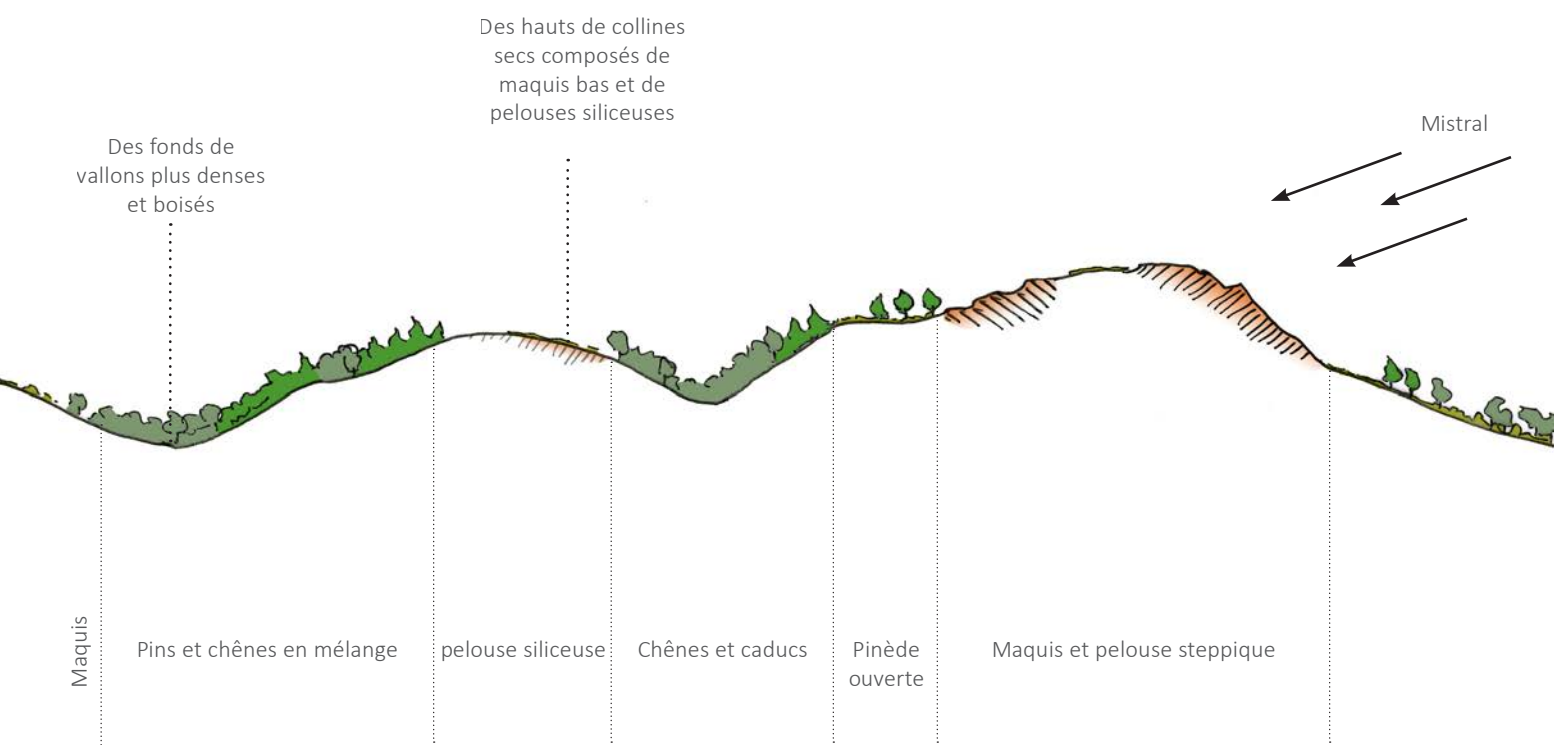 Des hauts de collines
secs composés de
maquis bas et de
pelouses siliceuses
Des fonds de
vallons plus denses
et boisés
Mistral
Maquis
Pins et chênes en mélange
pelouse siliceuse
Chênes et caducs
Pinède
ouverte
Maquis et pelouse steppique